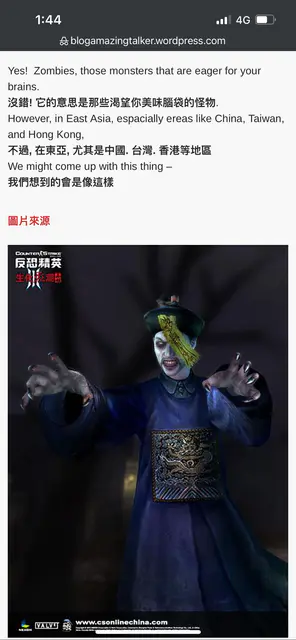 1:44
4G
blogamazingtalker.wordpress.com
Yes!  Zombies, those monsters that are eager for your
brains.
沒錯! 它的意思是那些渴望你美味腦袋的怪物.
However, in East Asia, espacially ereas like China, Taiwan,
and Hong Kong,
不過, 在東亞, 尤其是中國. 台灣. 香港等地區
We might come up with this thing –
我們想到的會是像這樣
圖片來源
COUNTER STRIKE
反恐精英
VALVE
www.csonlinechina.com